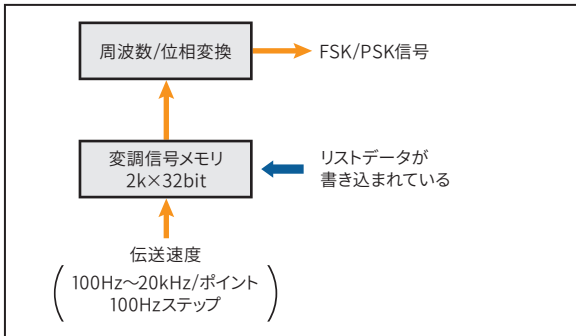 周波数/位相変換
FSK/PSK信号
変調信号メモリ
2k×32bit
リストデータが
書き込まれている
伝送速度
100Hz～20kHz/ポイント
100Hzステップ